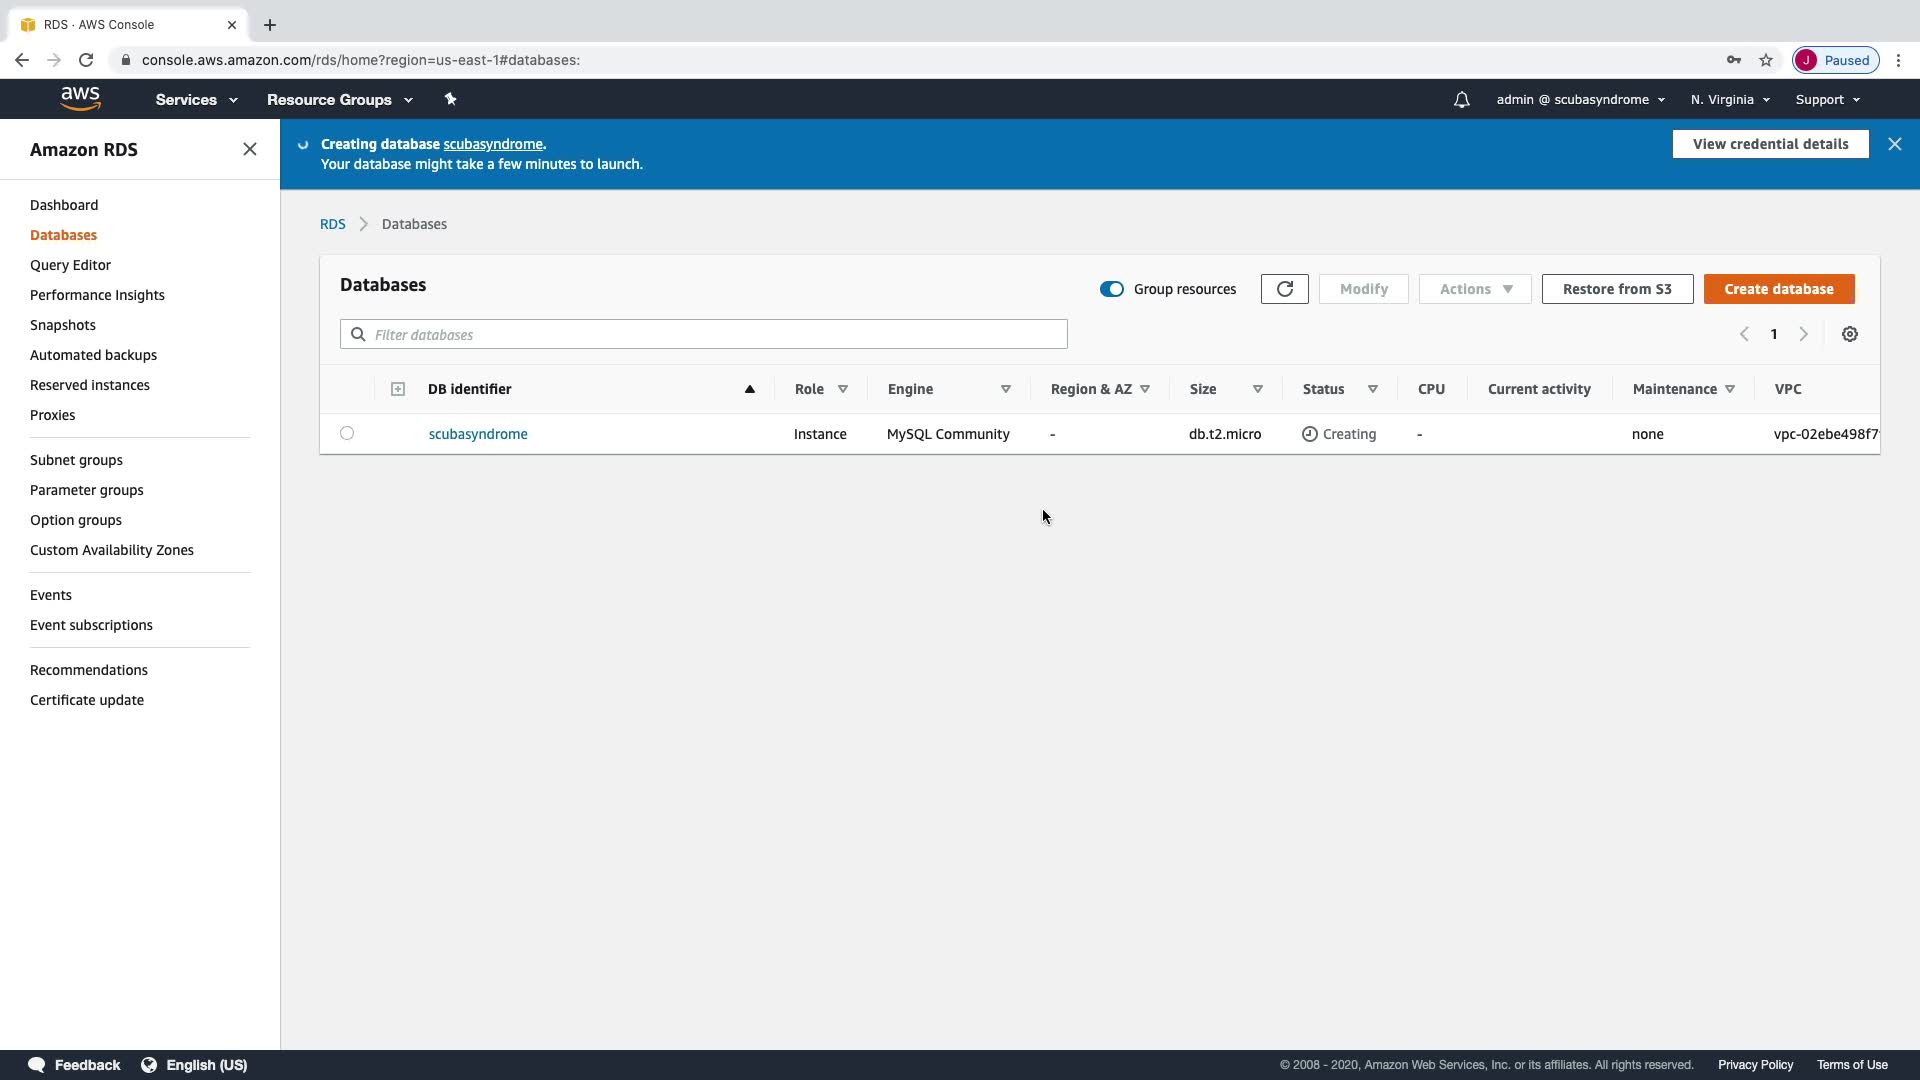 RDS · AWS Console
console.aws.amazon.com/rds/home?region=us-east-1#databases:
J Paused
aws Services Resource Groups admin @ scubasyndrome N. Virginia Support
Amazon RDS
Dashboard
Databases
Query Editor
Performance Insights
Snapshots
Automated backups
Reserved instances
Proxies
Subnet groups
Parameter groups
Option groups
Custom Availability Zones
Events
Event subscriptions
Recommendations
Certificate update
Creating database scubasyndrome.
Your database might take a few minutes to launch.
View credential details
RDS Databases
Databases
Group resources Modify Actions Restore from S3 Create database
Filter databases
1
DB identifier Role Engine Region & AZ Size Status CPU Current activity Maintenance VPC
scubasyndrome Instance MySQL Community - db.t2.micro Creating - none vpc-02ebe498f7
Feedback English (US) © 2008 - 2020, Amazon Web Services, Inc. or its affiliates. All rights reserved. Privacy Policy Terms of Use